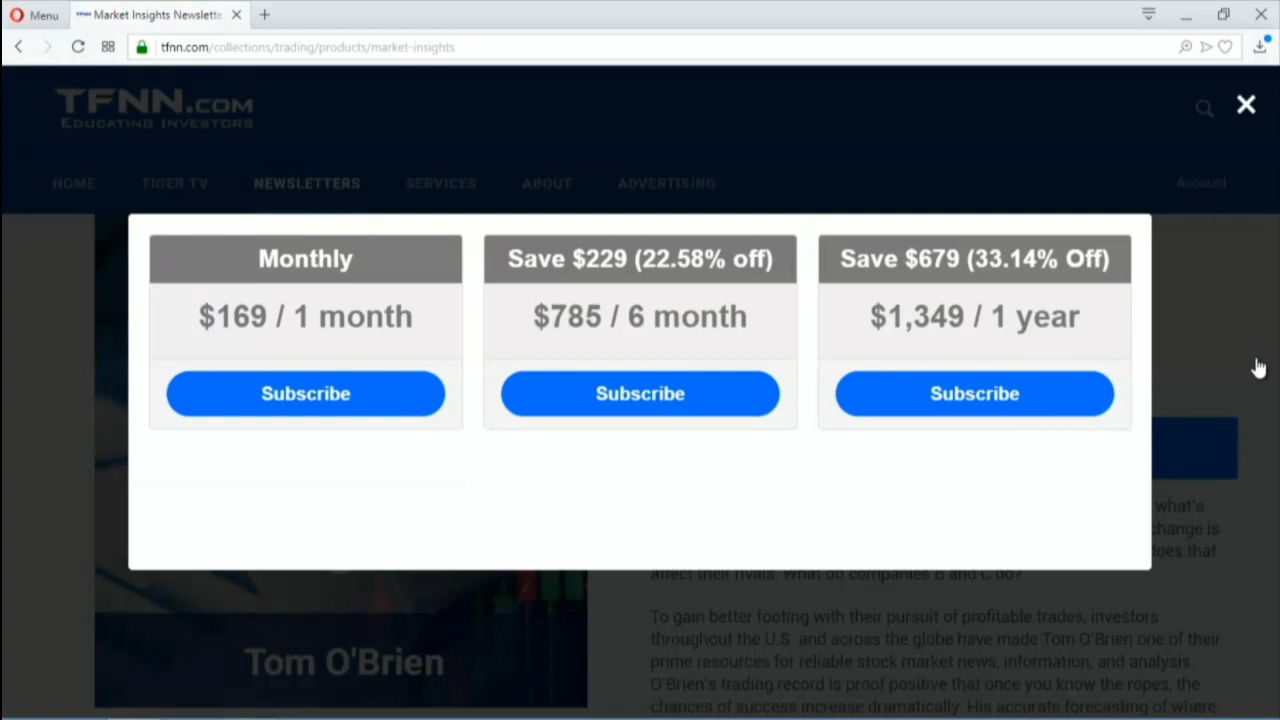 Menu
Market Insights Newslette
tfnn.com/collections/trading/products/market-insights
TFNN.COM
EDUCATING INVESTORS
HOME TIGER TV NEWSLETTERS SERVICES ABOUT ADVERTISING Account
Monthly
$169 / 1 month
Subscribe
Save $229 (22.58% off)
$785 / 6 month
Subscribe
Save $679 (33.14% Off)
$1,349 / 1 year
Subscribe
what's
change is
does that
affect their rivals. What do companies B and C do?
To gain better footing with their pursuit of profitable trades, investors
throughout the U.S. and across the globe have made Tom O'Brien one of their
prime resources for reliable stock market news, information, and analysis.
O'Brien's trading record is proof positive that once you know the ropes, the
chances of success increase dramatically. His accurate forecasting of where
Tom O'Brien